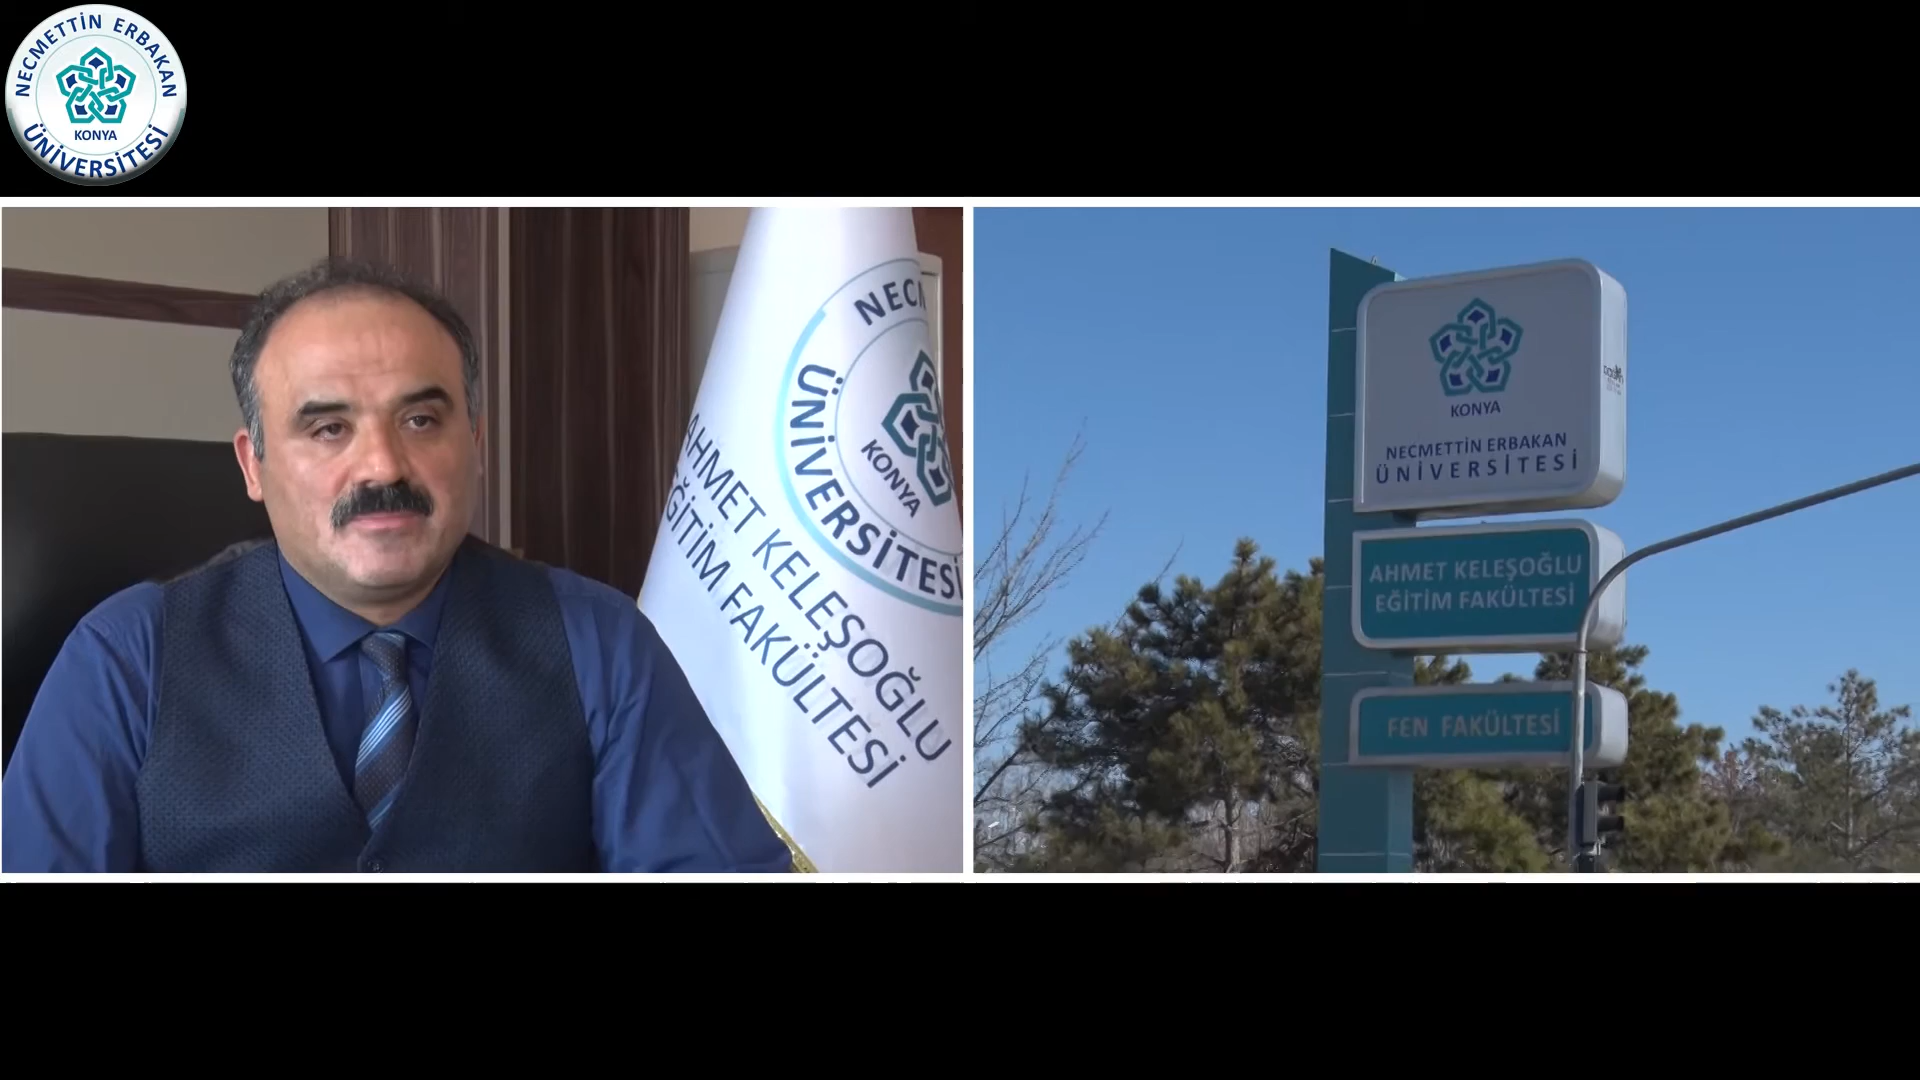 NECMETTİN ERBAKAN
KONYA
ÜNİVERSİTESİ
NECM
KONYA
ÜNİVERSİTESİ
AHMET KELEŞOĞLU
EĞİTİM FAKÜLTESİ
KONYA
NECMETTİN ERBAKAN
ÜNİVERSİTESİ
AHMET KELEŞOĞLU
EĞİTİM FAKÜLTESİ
FEN FAKÜLTESİ